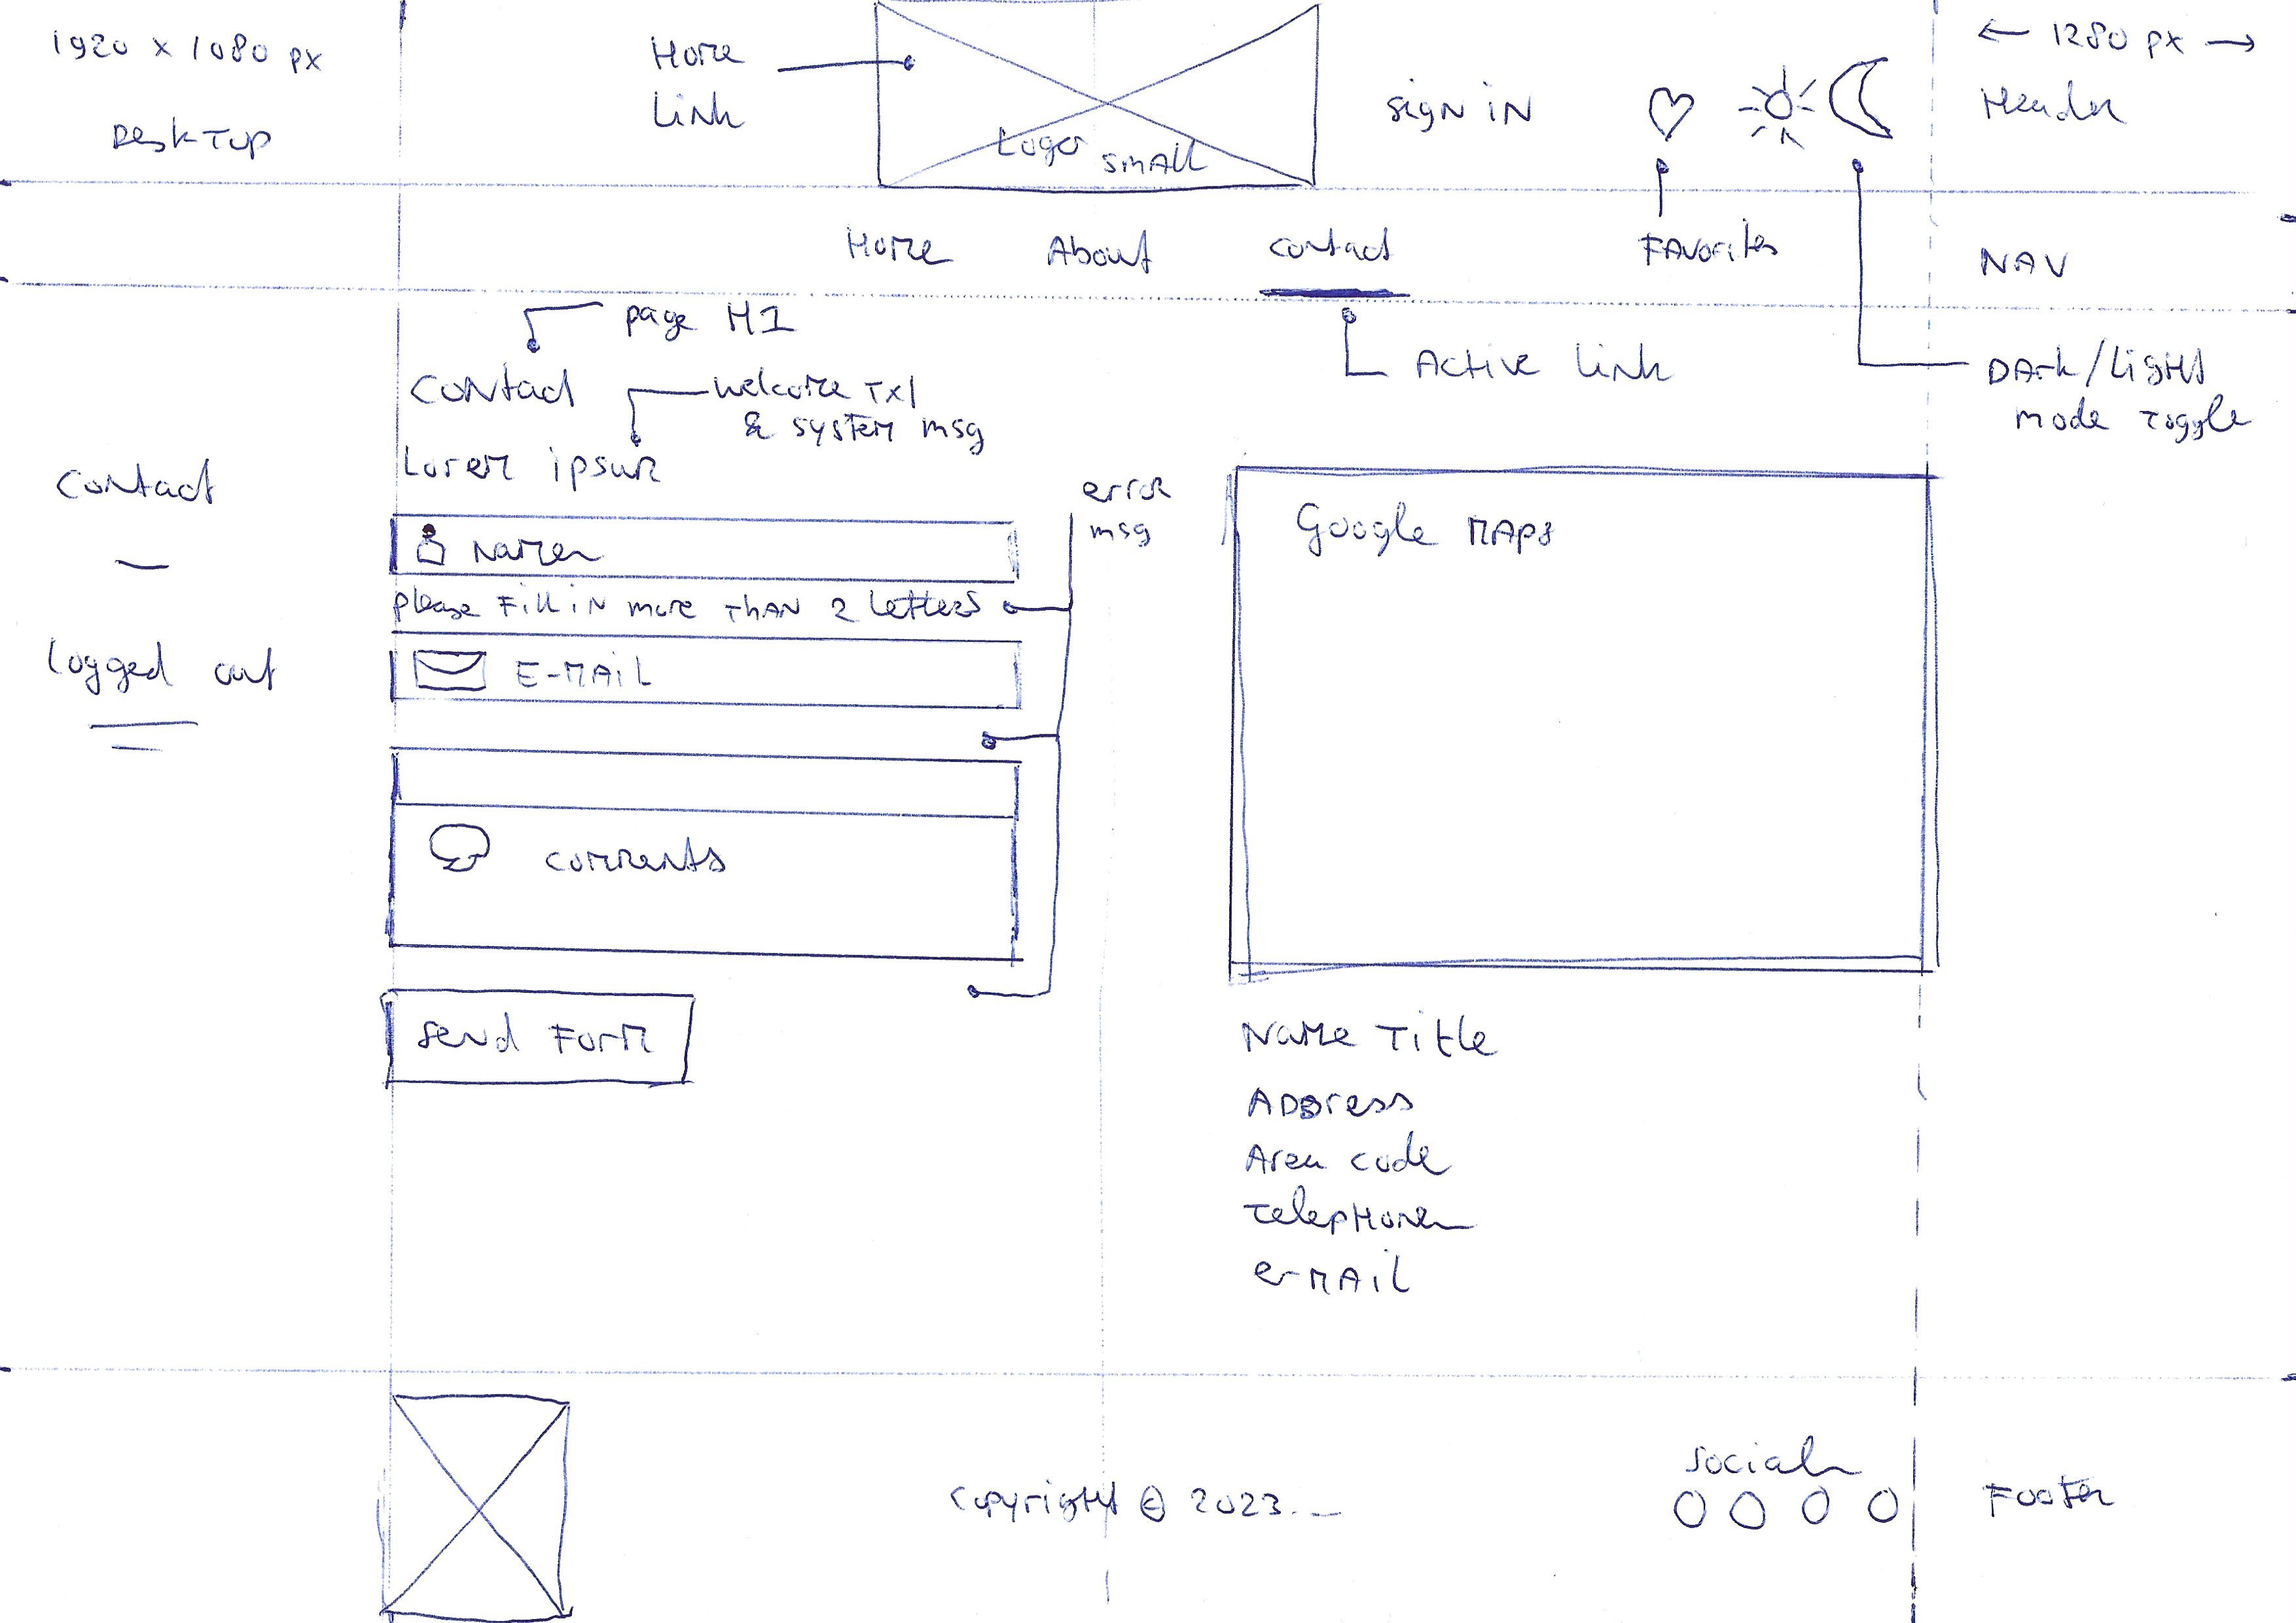 1920 x 1080 px
Desktop
Home
Link
Logo
small
sign in
← 1280 px →
Header
Home
About
contact
Favorites
NAV
page H1
Active link
Dark/Light
mode toggle
Contact
welcome txt
& system msg
Lorem ipsum
Contact
—
Logged out
error
msg
Name
please Fill in more than 2 letters
E-MAIL
comments
Send Form
Google MAPS
Name Title
Address
Area code
Telephone
e-MAil
copyright © 2023...
Socials
Footer